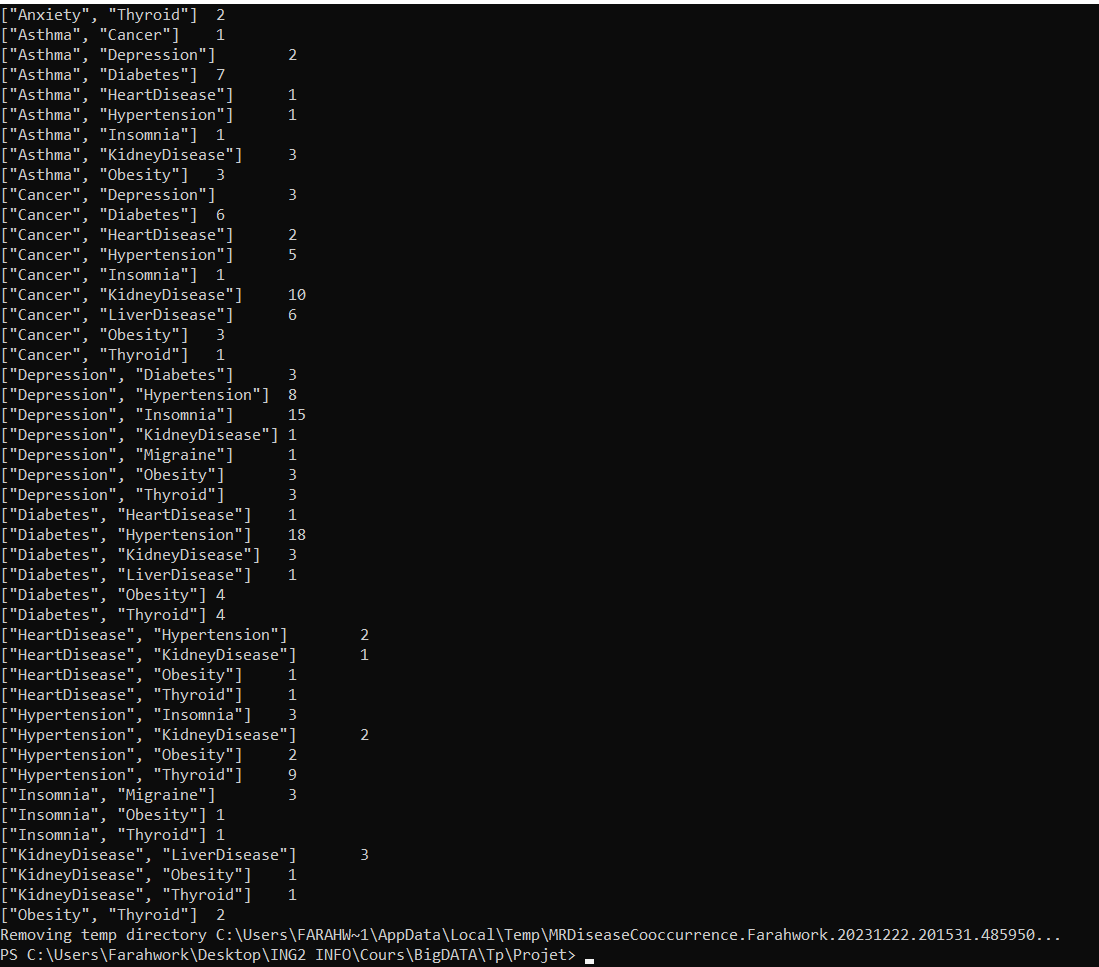 ["Anxiety", "Thyroid"]	2
["Asthma", "Cancer"]	1
["Asthma", "Depression"]	2
["Asthma", "Diabetes"]	7
["Asthma", "HeartDisease"]	1
["Asthma", "Hypertension"]	1
["Asthma", "Insomnia"]	1
["Asthma", "KidneyDisease"]	3
["Asthma", "Obesity"]	3
["Cancer", "Depression"]	3
["Cancer", "Diabetes"]	6
["Cancer", "HeartDisease"]	2
["Cancer", "Hypertension"]	5
["Cancer", "Insomnia"]	1
["Cancer", "KidneyDisease"]	10
["Cancer", "LiverDisease"]	6
["Cancer", "Obesity"]	3
["Cancer", "Thyroid"]	1
["Depression", "Diabetes"]	3
["Depression", "Hypertension"]	8
["Depression", "Insomnia"]	15
["Depression", "KidneyDisease"]	1
["Depression", "Migraine"]	1
["Depression", "Obesity"]	3
["Depression", "Thyroid"]	3
["Diabetes", "HeartDisease"]	1
["Diabetes", "Hypertension"]	18
["Diabetes", "KidneyDisease"]	3
["Diabetes", "LiverDisease"]	1
["Diabetes", "Obesity"]	4
["Diabetes", "Thyroid"]	4
["HeartDisease", "Hypertension"]	2
["HeartDisease", "KidneyDisease"]	1
["HeartDisease", "Obesity"]	1
["HeartDisease", "Thyroid"]	1
["Hypertension", "Insomnia"]	3
["Hypertension", "KidneyDisease"]	2
["Hypertension", "Obesity"]	2
["Hypertension", "Thyroid"]	9
["Insomnia", "Migraine"]	3
["Insomnia", "Obesity"]	1
["Insomnia", "Thyroid"]	1
["KidneyDisease", "LiverDisease"]	3
["KidneyDisease", "Obesity"]	1
["KidneyDisease", "Thyroid"]	1
["Obesity", "Thyroid"]	2
Removing temp directory C:\Users\FARAHW~1\AppData\Local\Temp\MRDiseaseCooccurrence.Farahwork.20231222.201531.485950...
PS C:\Users\Farahwork\Desktop\ING2 INFO\Cours\BigDATA\Tp\Projet>